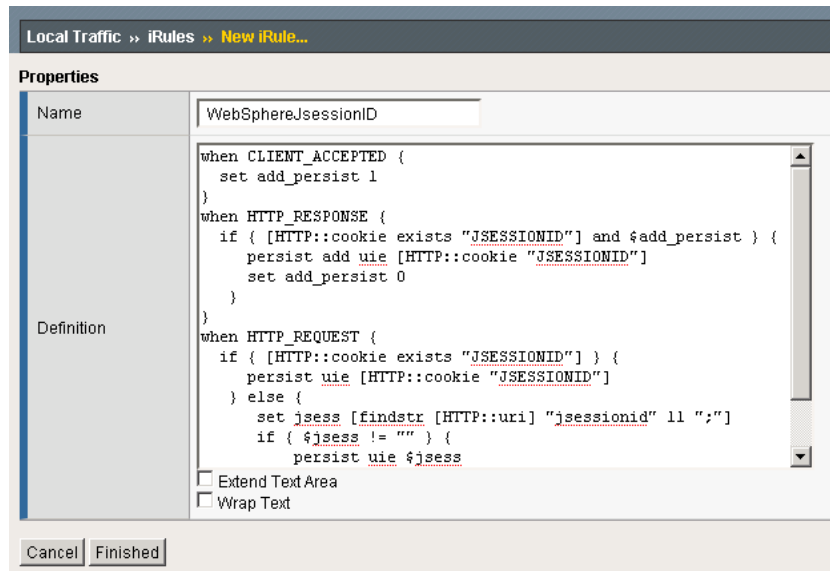 Local Traffic » iRules » New iRule...
Properties
Name
WebSphereJsessionID
Definition
when CLIENT_ACCEPTED {
set add_persist 1
}
when HTTP_RESPONSE {
if { [HTTP::cookie exists "JSESSIONID"] and $add_persist } {
persist add uie [HTTP::cookie "JSESSIONID"]
set add_persist 0
}
}
when HTTP_REQUEST {
if { [HTTP::cookie exists "JSESSIONID"] } {
persist uie [HTTP::cookie "JSESSIONID"]
} else {
set jsess [findstr [HTTP::uri] "jsessionid" 11 ";"]
if { $jsess != "" } {
persist uie $jsess
Extend Text Area
Wrap Text
Cancel Finished